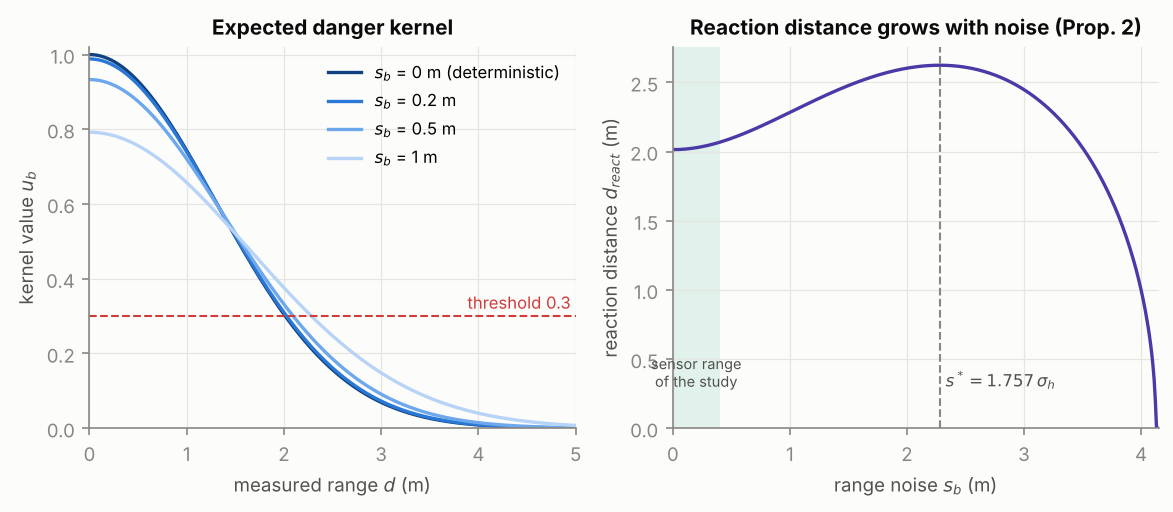 Expected danger kernel
kernel value u_b
1.0
0.8
0.6
0.4
0.2
0.0
s_b = 0 m (deterministic)
s_b = 0.2 m
s_b = 0.5 m
s_b = 1 m
threshold 0.3
0 1 2 3 4 5
measured range d (m)
Reaction distance grows with noise (Prop. 2)
reaction distance d_react (m)
2.5
2.0
1.5
1.0
0.5
0.0
sensor range
of the study
s* = 1.757 σ_h
0 1 2 3 4
range noise s_b (m)